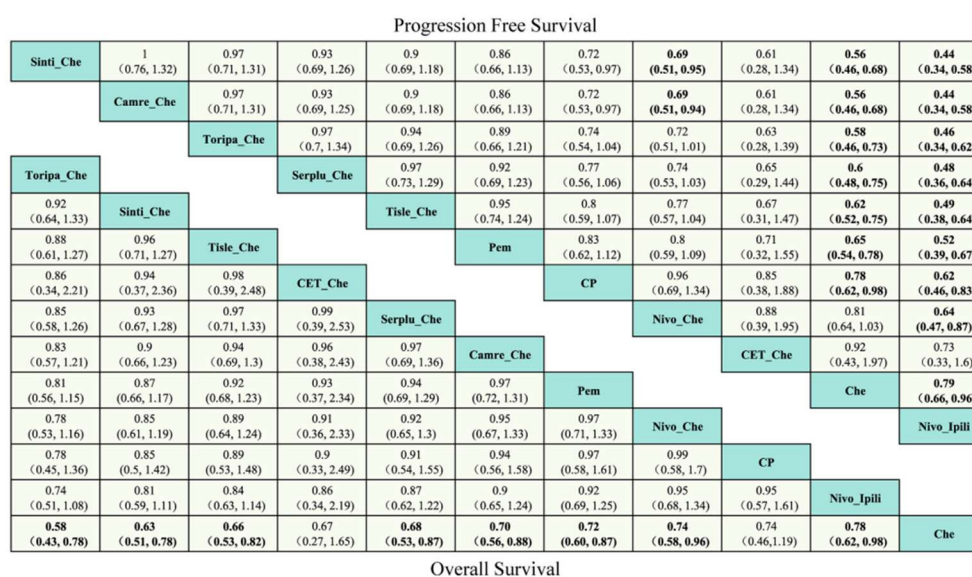 Progression Free Survival
Sinti_Che 1 0.97 0.93 0.9 0.86 0.72 0.69 0.61 0.56 0.44
(0.76, 1.32) (0.71, 1.31) (0.69, 1.26) (0.69, 1.18) (0.66, 1.13) (0.53, 0.97) (0.51, 0.95) (0.28, 1.34) (0.46, 0.68) (0.34, 0.58
Camre_Che 0.97 0.93 0.9 0.86 0.72 0.69 0.61 0.56 0.44
(0.71, 1.31) (0.69, 1.25) (0.69, 1.18) (0.66, 1.13) (0.53, 0.97) (0.51, 0.94) (0.28, 1.34) (0.46, 0.68) (0.34, 0.58
Toripa_Che 0.97 0.94 0.89 0.74 0.72 0.63 0.58 0.46
(0.7, 1.34) (0.69, 1.26) (0.66, 1.21) (0.54, 1.04) (0.51, 1.01) (0.28, 1.39) (0.46, 0.73) (0.34, 0.62
Toripa_Che Serplu_Che 0.97 0.92 0.77 0.74 0.65 0.6 0.48
(0.73, 1.29) (0.69, 1.23) (0.56, 1.06) (0.53, 1.03) (0.29, 1.44) (0.48, 0.75) (0.36, 0.64
0.92 Sinti_Che Tisle_Che 0.95 0.8 0.77 0.67 0.62 0.49
(0.64, 1.33) (0.74, 1.24) (0.59, 1.07) (0.57, 1.04) (0.31, 1.47) (0.52, 0.75) (0.38, 0.64
0.88 0.96 Tisle_Che Pem 0.83 0.8 0.71 0.65 0.52
(0.61, 1.27) (0.71, 1.27) (0.62, 1.12) (0.59, 1.09) (0.32, 1.55) (0.54, 0.78) (0.39, 0.67
0.86 0.94 0.98 CET_Che CP 0.96 0.85 0.78 0.62
(0.34, 2.21) (0.37, 2.36) (0.39, 2.48) (0.69, 1.34) (0.38, 1.88) (0.62, 0.98) (0.46, 0.83
0.85 0.93 0.97 0.99 Serplu_Che Nivo_Che 0.88 0.81 0.64
(0.58, 1.26) (0.67, 1.28) (0.71, 1.33) (0.39, 2.53) (0.39, 1.95) (0.64, 1.03) (0.47, 0.87)
0.83 0.9 0.94 0.96 0.97 Camre_Che CET_Che 0.92 0.73
(0.57, 1.21) (0.66, 1.23) (0.69, 1.3) (0.38, 2.43) (0.69, 1.36) (0.43, 1.97) (0.33, 1.6)
0.81 0.87 0.92 0.93 0.94 0.97 Pem Che 0.79
(0.56, 1.15) (0.66, 1.17) (0.68, 1.23) (0.37, 2.34) (0.69, 1.29) (0.72, 1.31) (0.66, 0.96
0.78 0.85 0.89 0.91 0.92 0.95 0.97 Nivo_Che Nivo_Ipili
(0.53, 1.16) (0.61, 1.19) (0.64, 1.24) (0.36, 2.33) (0.65, 1.3) (0.67, 1.33) (0.71, 1.33)
0.78 0.85 0.89 0.9 0.91 0.94 0.97 0.99 CP
(0.45, 1.36) (0.5, 1.42) (0.53, 1.48) (0.33, 2.49) (0.54, 1.55) (0.56, 1.58) (0.58, 1.61) (0.58, 1.7)
0.74 0.81 0.84 0.86 0.87 0.9 0.92 0.95 0.95 Nivo_Ipili
(0.51, 1.08) (0.59, 1.11) (0.63, 1.14) (0.34, 2.19) (0.62, 1.22) (0.65, 1.24) (0.69, 1.25) (0.68, 1.34) (0.57, 1.61)
0.58 0.63 0.66 0.67 0.68 0.70 0.72 0.74 0.74 0.78 Che
(0.43, 0.78) (0.51, 0.78) (0.53, 0.82) (0.27, 1.65) (0.53, 0.87) (0.56, 0.88) (0.60, 0.87) (0.58, 0.96) (0.46,1.19) (0.62, 0.98)
Overall Survival